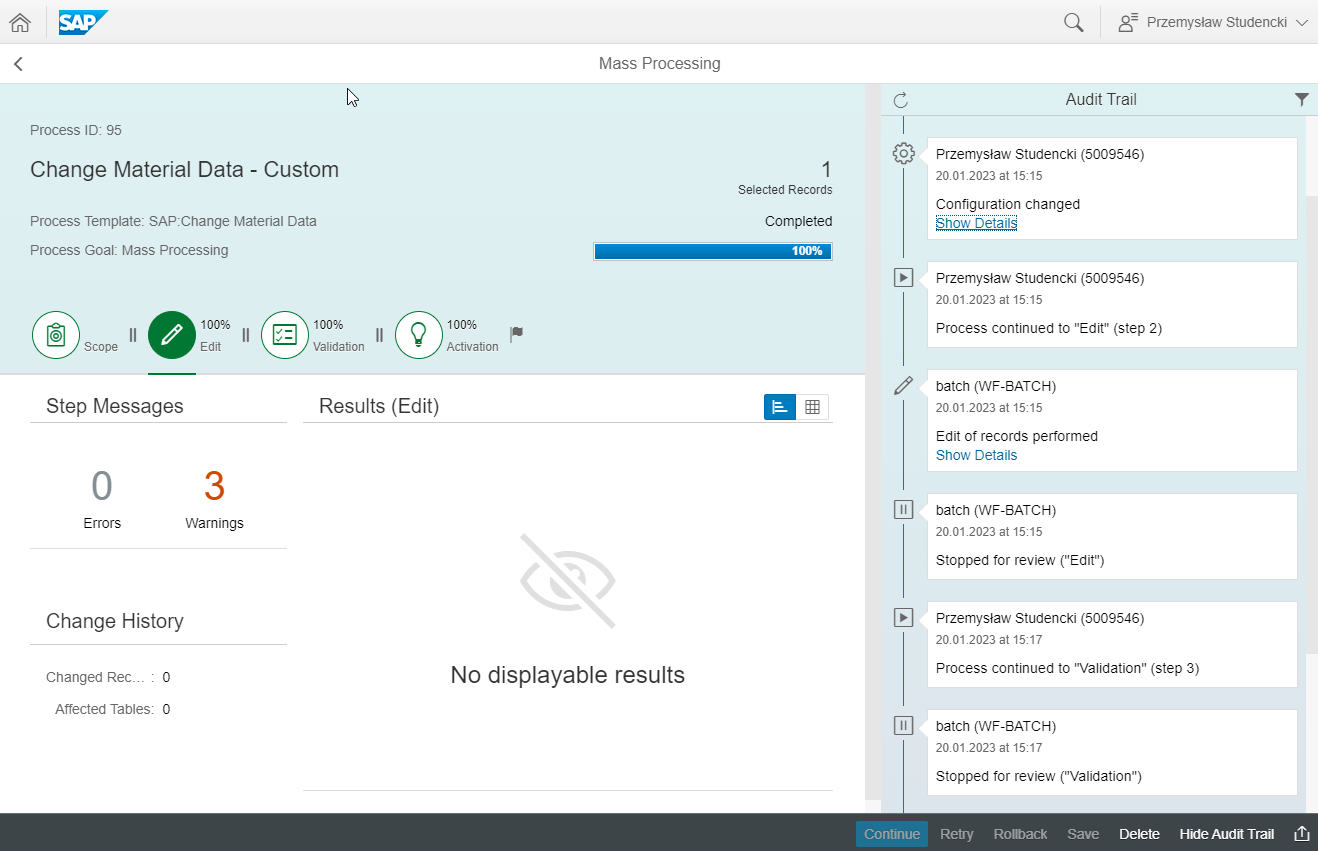 SAP
Przemysław Studencki
Mass Processing
Process ID: 95
Change Material Data - Custom
1
Selected Records
Process Template: SAP:Change Material Data
Completed
Process Goal: Mass Processing
100%
Scope
100%
Edit
100%
Validation
100%
Activation
Step Messages
0
Errors
3
Warnings
Change History
Changed Rec... : 0
Affected Tables: 0
Results (Edit)
No displayable results
Audit Trail
Przemysław Studencki (5009546)
20.01.2023 at 15:15
Configuration changed
Show Details
Przemysław Studencki (5009546)
20.01.2023 at 15:15
Process continued to "Edit" (step 2)
batch (WF-BATCH)
20.01.2023 at 15:15
Edit of records performed
Show Details
batch (WF-BATCH)
20.01.2023 at 15:15
Stopped for review ("Edit")
Przemysław Studencki (5009546)
20.01.2023 at 15:17
Process continued to "Validation" (step 3)
batch (WF-BATCH)
20.01.2023 at 15:17
Stopped for review ("Validation")
Continue Retry Rollback Save Delete Hide Audit Trail